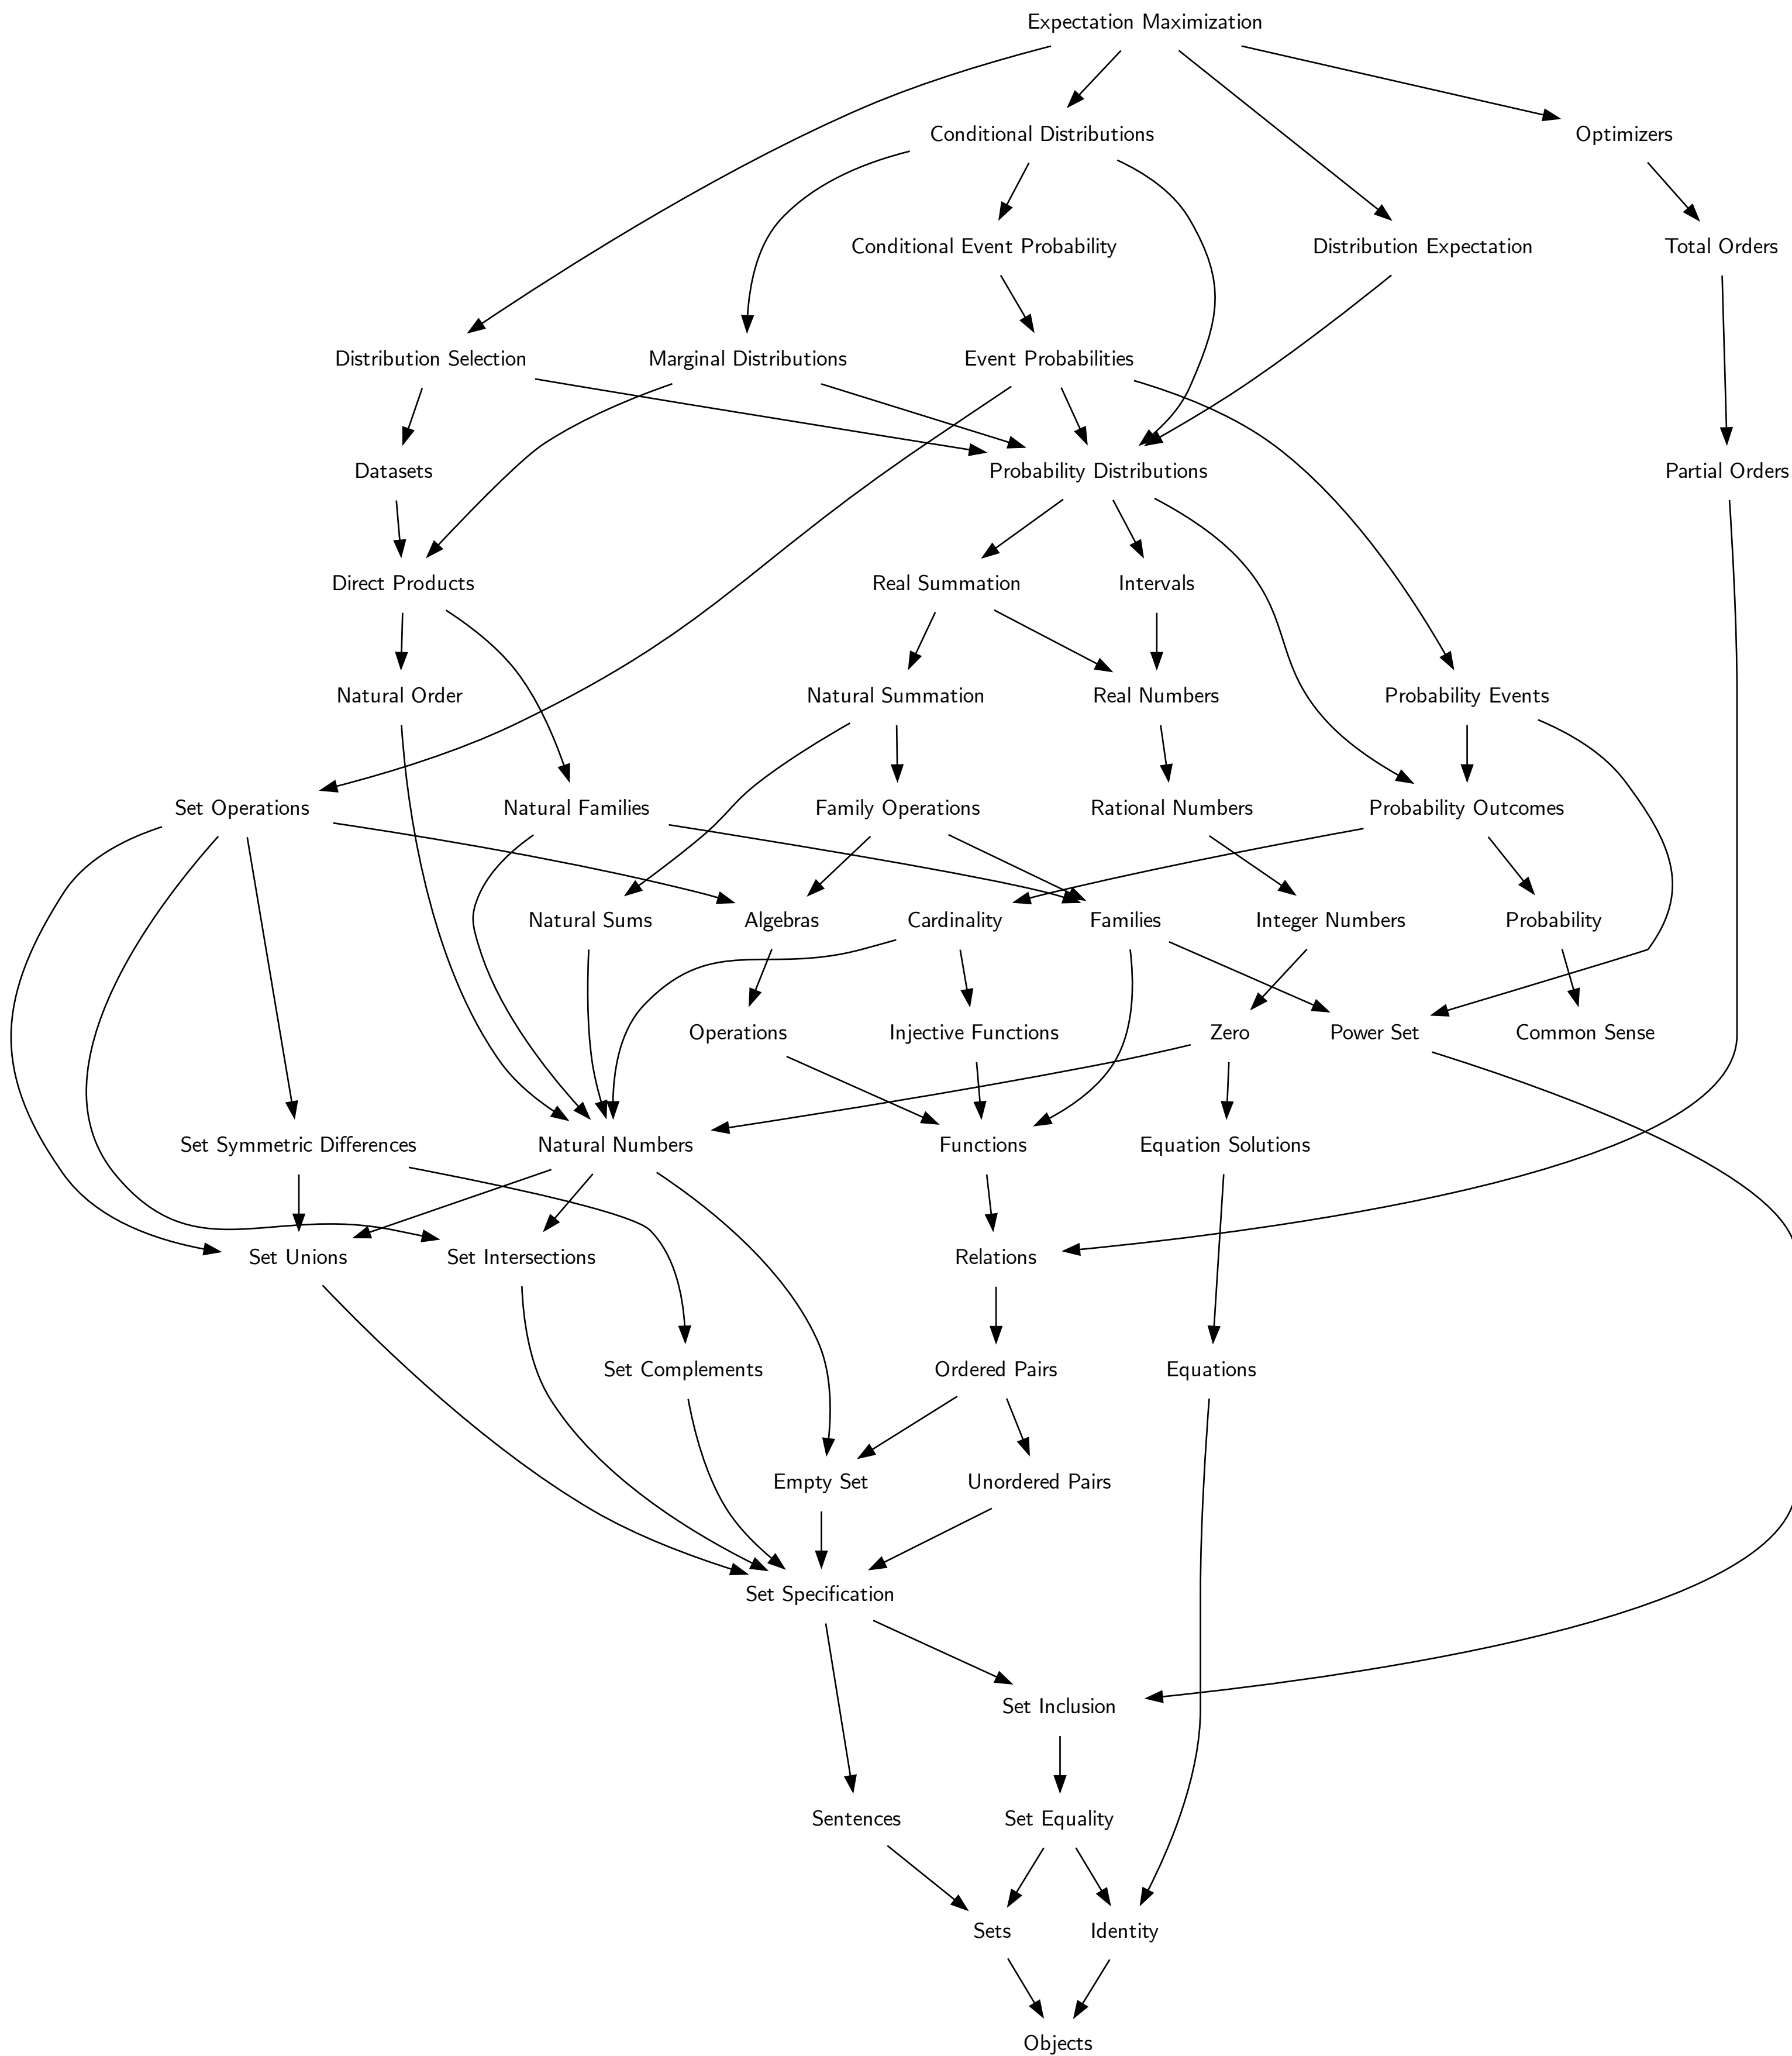 Expectation Maximization
Conditional Distributions
Optimizers
Conditional Event Probability
Distribution Expectation
Total Orders
Distribution Selection
Marginal Distributions
Event Probabilities
Datasets
Probability Distributions
Partial Orders
Direct Products
Real Summation
Intervals
Natural Order
Natural Summation
Real Numbers
Probability Events
Set Operations
Natural Families
Family Operations
Rational Numbers
Probability Outcomes
Natural Sums
Algebras
Cardinality
Families
Integer Numbers
Probability
Operations
Injective Functions
Zero
Power Set
Common Sense
Set Symmetric Differences
Natural Numbers
Functions
Equation Solutions
Set Unions
Set Intersections
Relations
Set Complements
Ordered Pairs
Equations
Empty Set
Unordered Pairs
Set Specification
Set Inclusion
Sentences
Set Equality
Sets
Identity
Objects